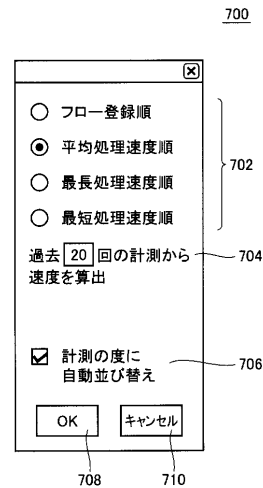 700
フロー登録順
平均処理速度順
最長処理速度順
最短処理速度順
702
過去 20 回の計測から
速度を算出
704
計測の度に
自動並び替え
706
OK
キャンセル
708
710